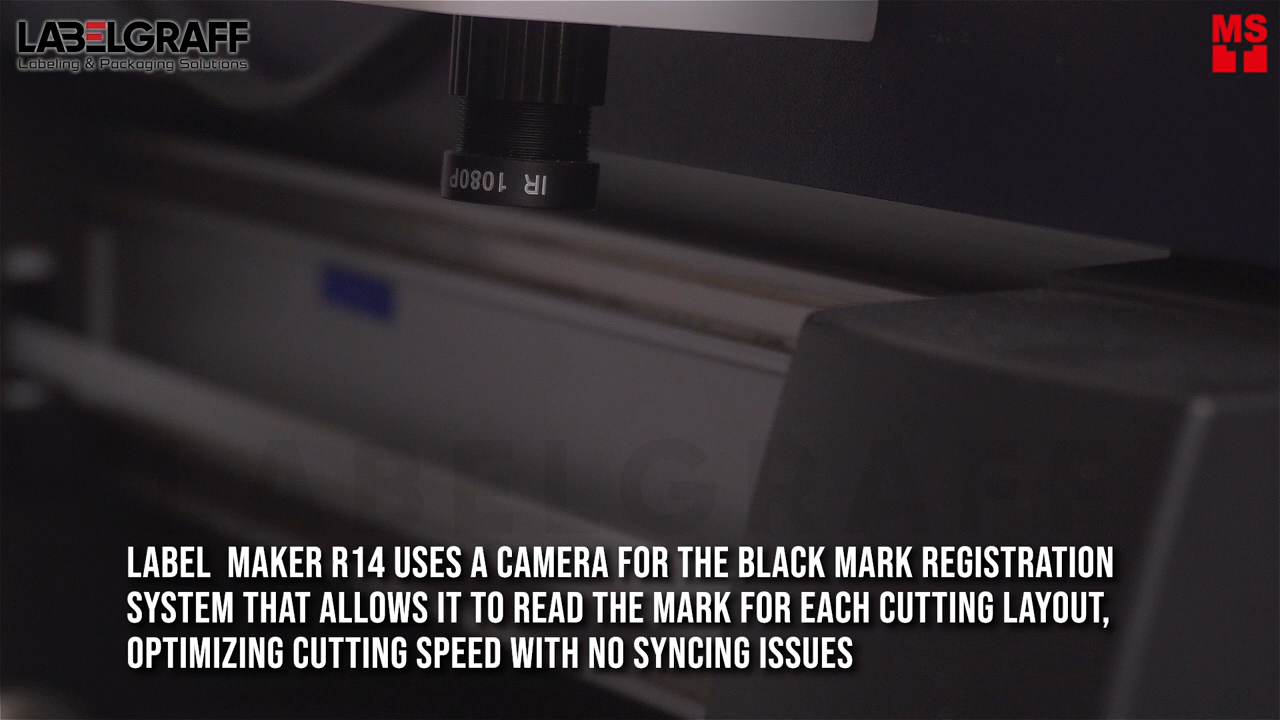 LABELGRAFF
Labeling & Packaging Solutions
MS
IR 1080P
LABELGRAFF
LABEL  MAKER R14 USES A CAMERA FOR THE BLACK MARK REGISTRATION
SYSTEM THAT ALLOWS IT TO READ THE MARK FOR EACH CUTTING LAYOUT,
OPTIMIZING CUTTING SPEED WITH NO SYNCING ISSUES